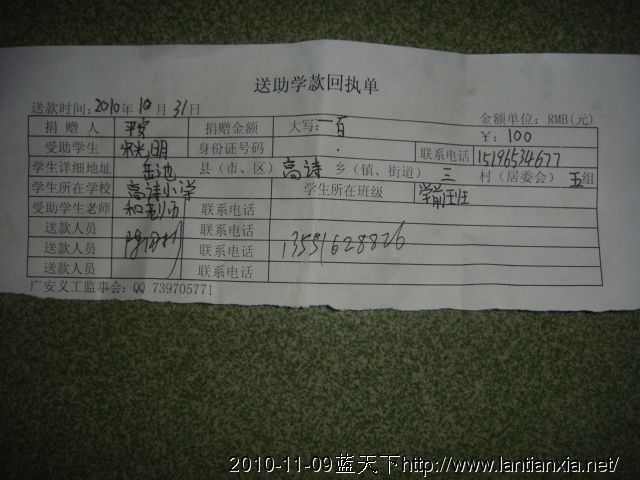 送助学款回执单
送款时间:2010年10月31日 金额单位:RMB(元)
捐赠人 平安 捐赠金额 大写:一百 ¥:100
受助学生 明 身份证号码 联系电话 15196534677
学生详细地址 岳池 县(市、区) 高诗 乡(镇、街道) 三 村(居委会) 五组
学生所在学校 高诗小学 学生所在班级 学前班
受助学生老师 联系电话
送款人员 联系电话 13551628826
送款人员 联系电话
送款人员 联系电话
广安义工监事会:QQ 739705771
2010-11-09蓝天下http://www.lantianxia.net/